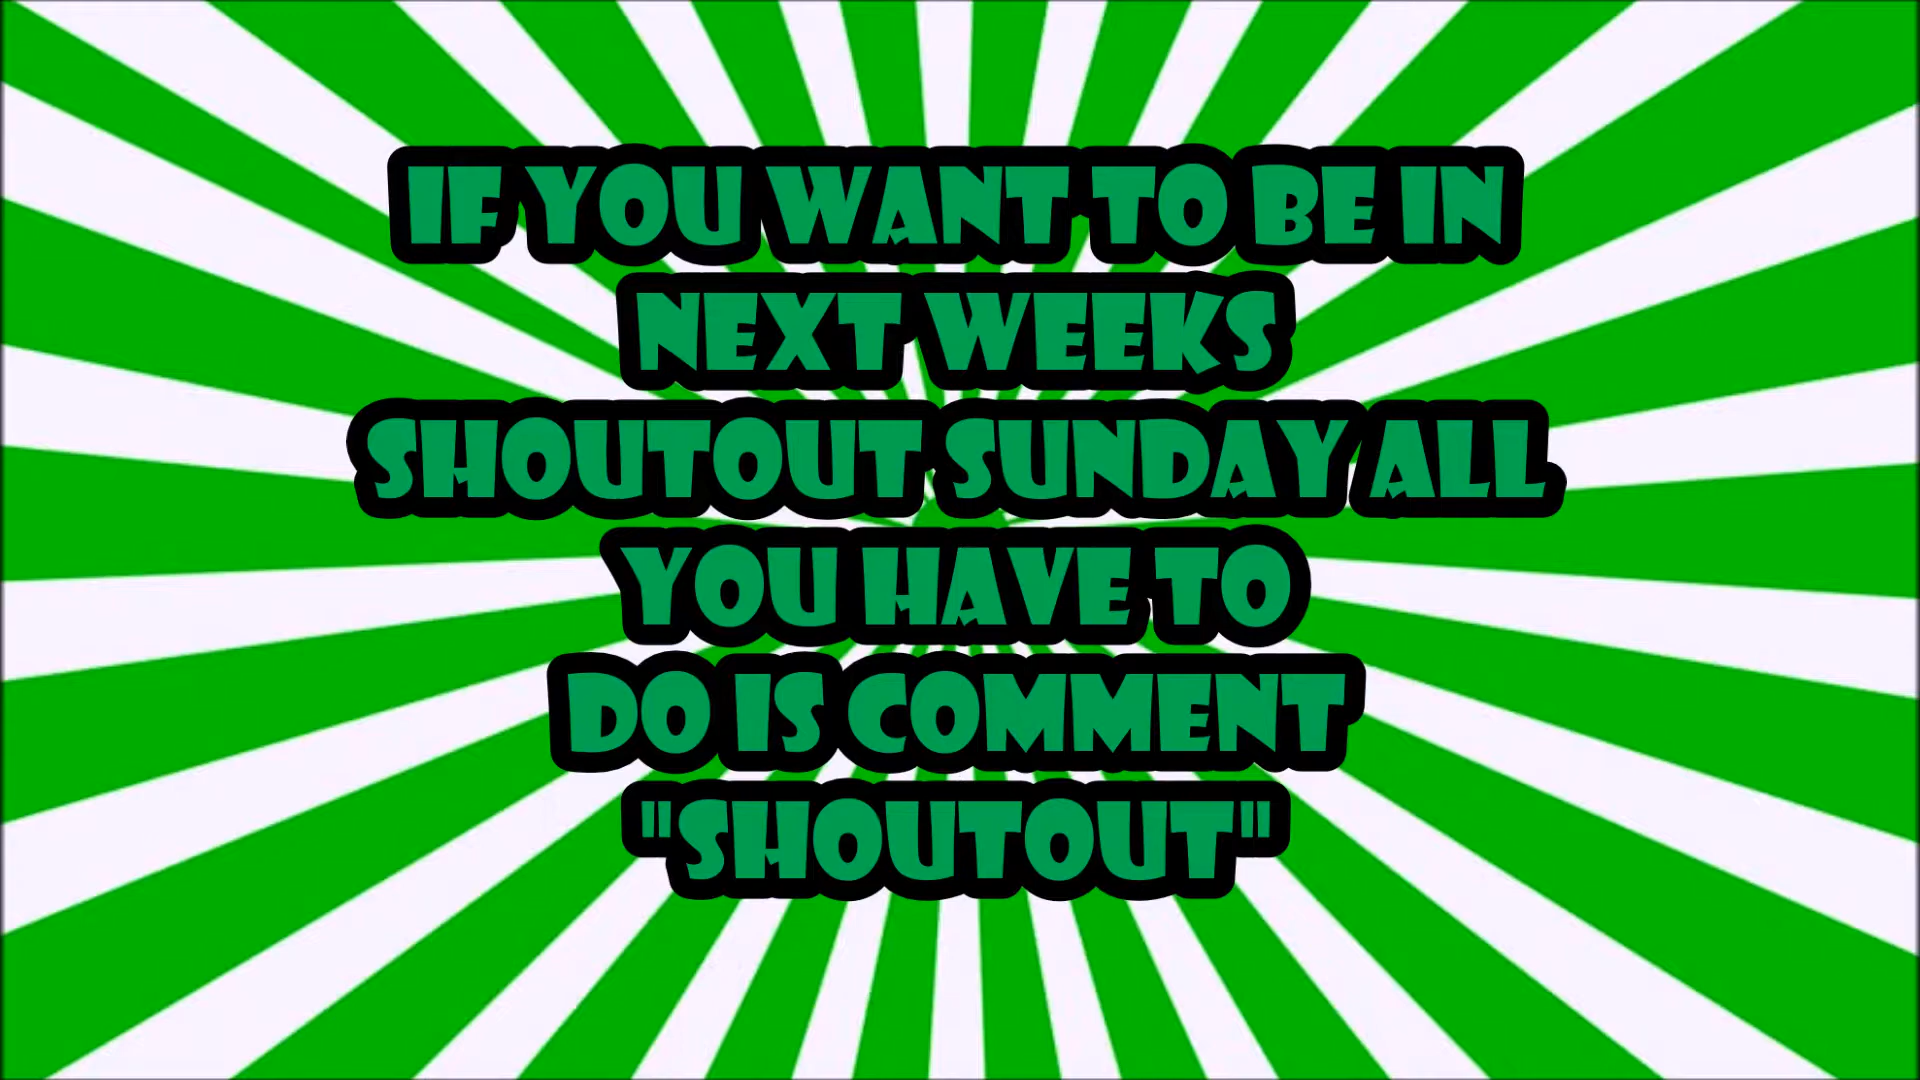 IF YOU WANT TO BE IN
NEXT WEEKS
SHOUTOUT SUNDAY ALL
YOU HAVE TO
DO IS COMMENT
"SHOUTOUT"